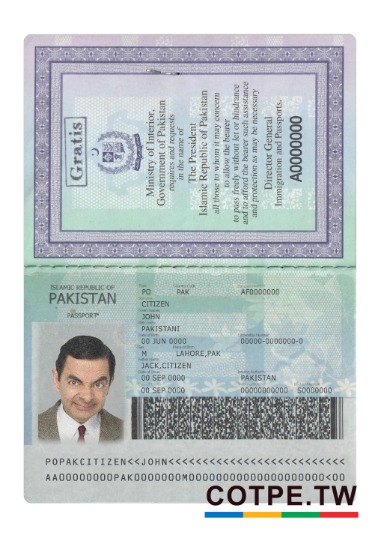 Gratis
Ministry of Interior,
Government of Pakistan
requires and requests
in the name of
The President
Islamic Republic of Pakistan
all those to whom it may concern
to allow the bearer
to pass freely without let or hindrance
and to afford the bearer such assistance
and protection as may be necessary
Director General
Immigration and Passports.
A0000000
ISLAMIC REPUBLIC OF
PAKISTAN
PASSPORT
PO PAK AF0000000
CITIZEN
JOHN
PAKISTANI
00 JUN 0000 00000-0000000-0
M LAHORE,PAK
JACK,CITIZEN
00 SEP 0000 PAKISTAN
00 SEP 0000 00000000000 S0000000
POPAKCITIZEN<<JOHN<<<<<<<<<<<<<<<<<<<<<<<<<<
COTPE.TW